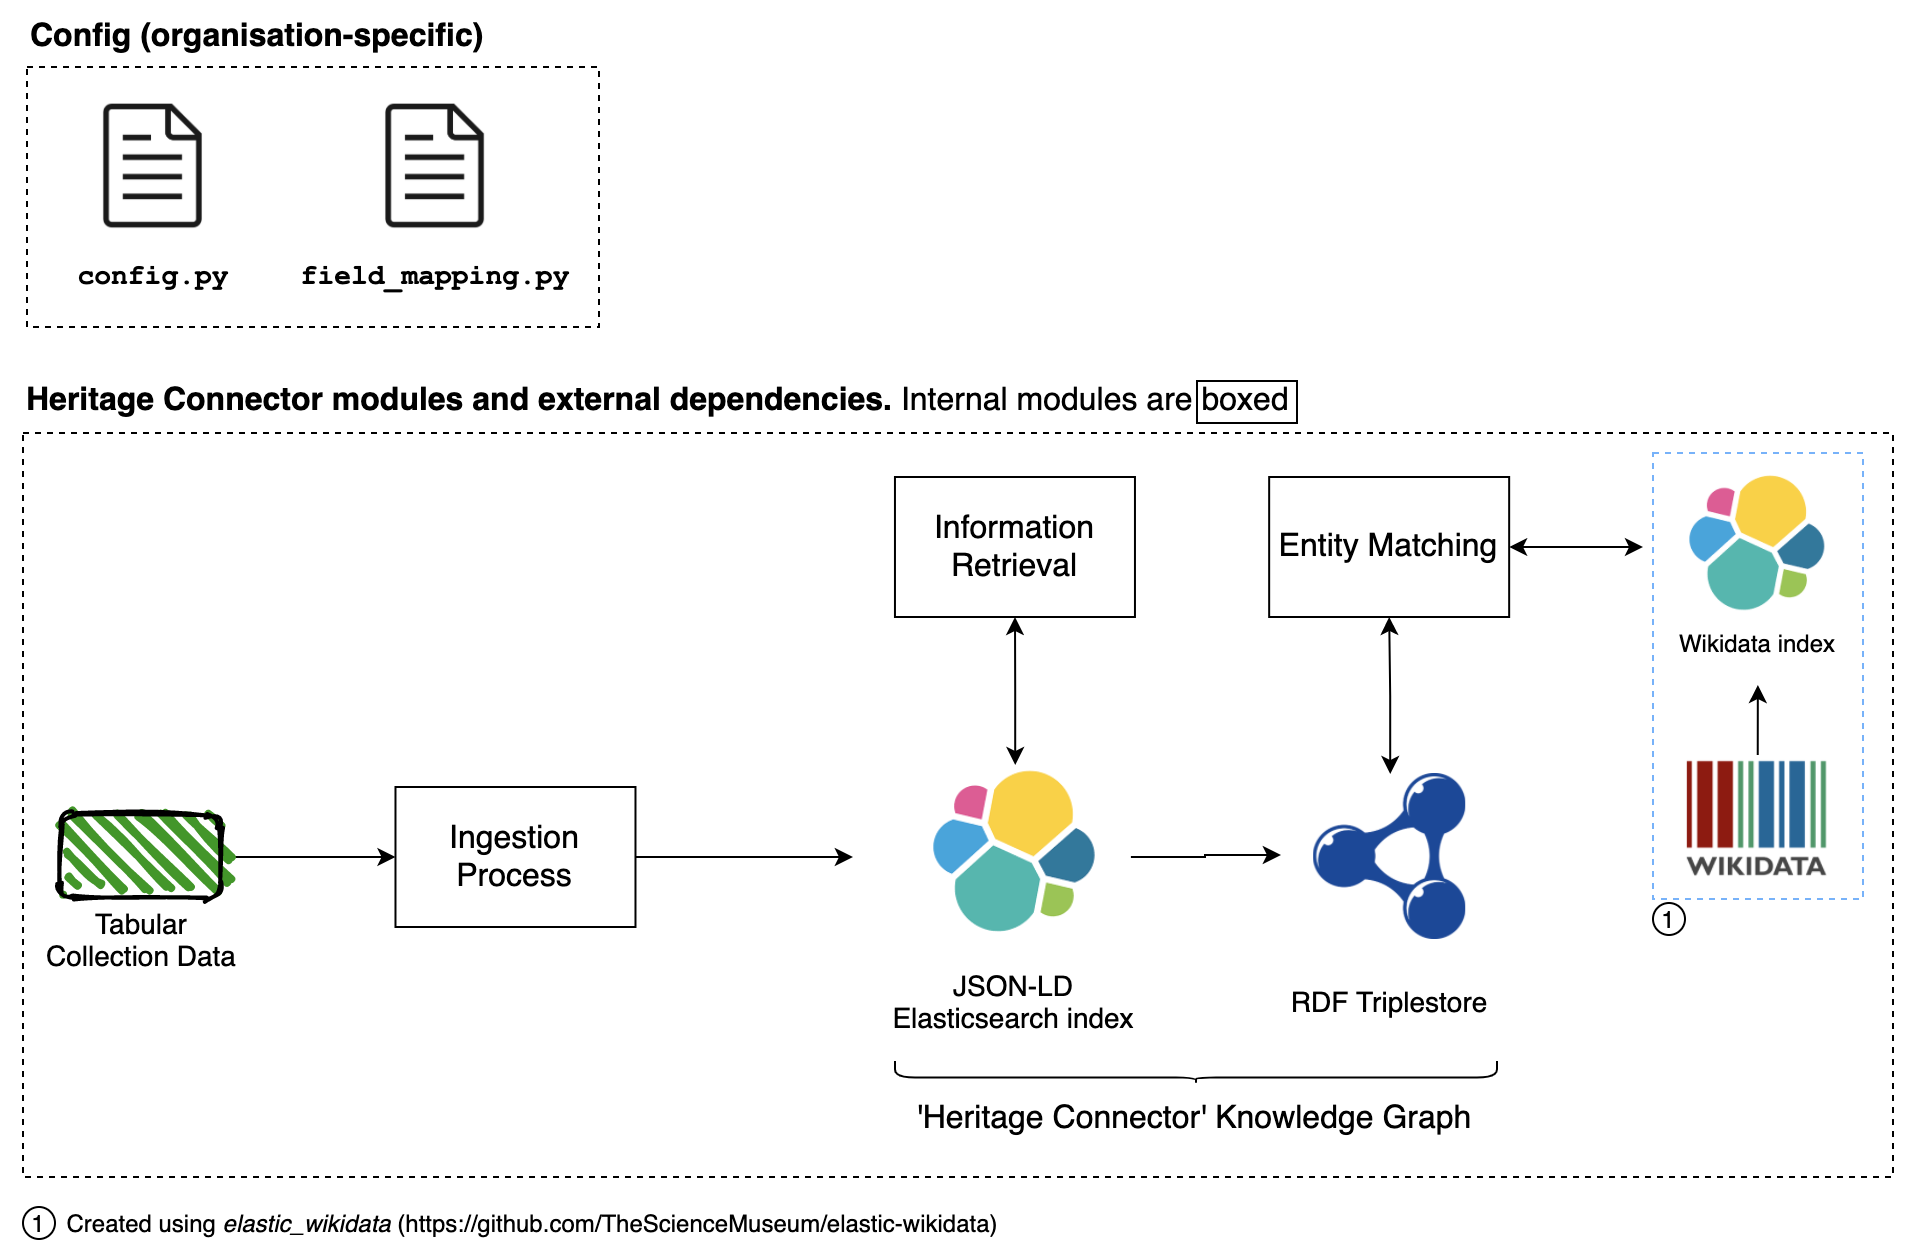 Config (organisation-specific)
config.py
field_mapping.py
Heritage Connector modules and external dependencies. Internal modules are boxed
Information
Retrieval
Entity Matching
Wikidata index
WIKIDATA
1
Ingestion
Process
Tabular
Collection Data
JSON-LD
Elasticsearch index
RDF Triplestore
'Heritage Connector' Knowledge Graph
1 Created using elastic_wikidata (https://github.com/TheScienceMuseum/elastic-wikidata)